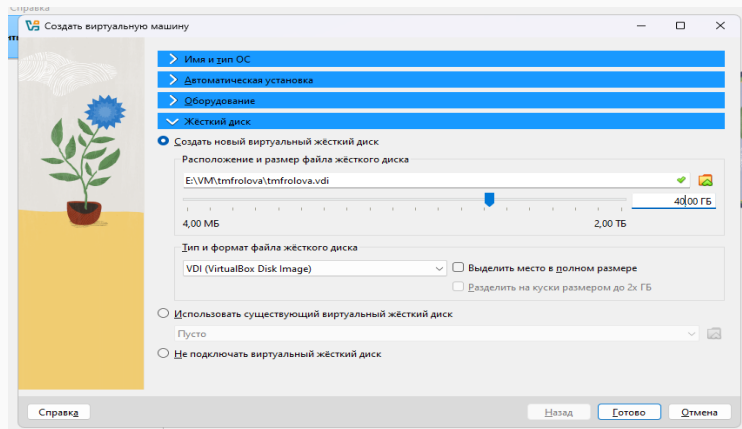 Справка
Создать виртуальную машину
Имя и тип ОС
Автоматическая установка
Оборудование
Жёсткий диск
Создать новый виртуальный жёсткий диск
Расположение и размер файла жёсткого диска
E:\VM\tmfrolova\tmfrolova.vdi
40,00 ГБ
4,00 МБ 2,00 ТБ
Тип и формат файла жёсткого диска
VDI (VirtualBox Disk Image)
Выделить место в полном размере
Разделить на куски размером до 2х ГБ
Использовать существующий виртуальный жёсткий диск
Пусто
Не подключать виртуальный жёсткий диск
Справка Назад Готово Отмена